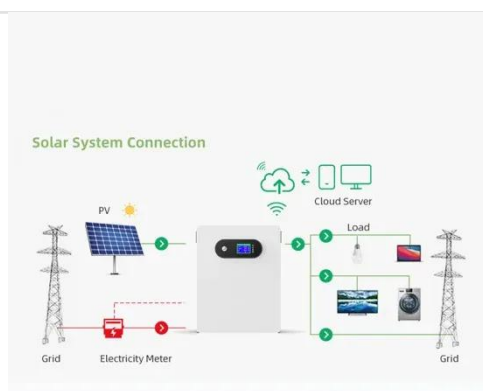 Solar System Connection
Cloud Server
PV
Load
Grid
Electricity Meter
Grid